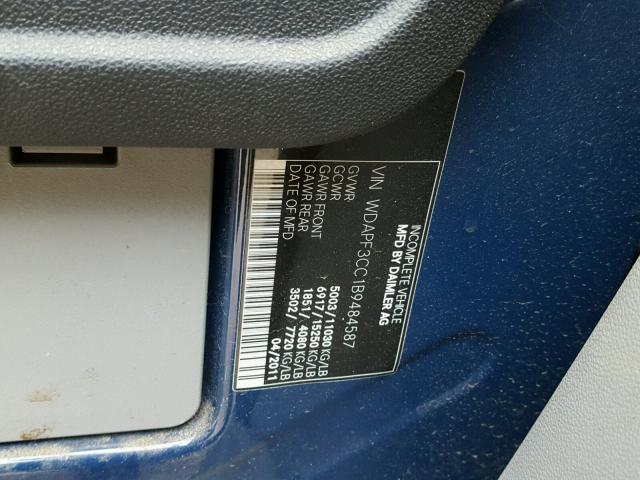 INCOMPLETE VEHICLE
MFD BY DAIMLER AG
VIN WDAPF3CC1B9484587
GVWR 5003/11030 KG/LB
GCWR 6917/15250 KG/LB
GAWR FRONT 1851/ 4080 KG/LB
GAWR REAR 3502/ 7720 KG/LB
DATE OF MFD 04/2011